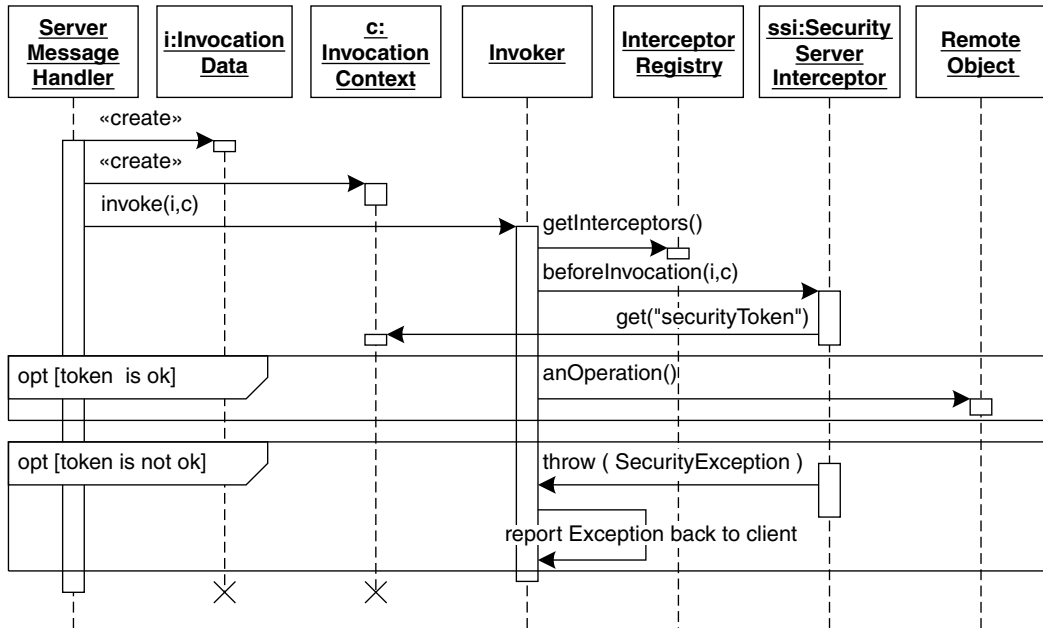 Server
Message
Handler
i:Invocation
Data
c:
Invocation
Context
Invoker
Interceptor
Registry
ssi:Security
Server
Interceptor
Remote
Object
«create»
«create»
invoke(i,c)
getInterceptors()
beforeInvocation(i,c)
get("securityToken")
opt [token is ok]
anOperation()
opt [token is not ok]
throw ( SecurityException )
report Exception back to client